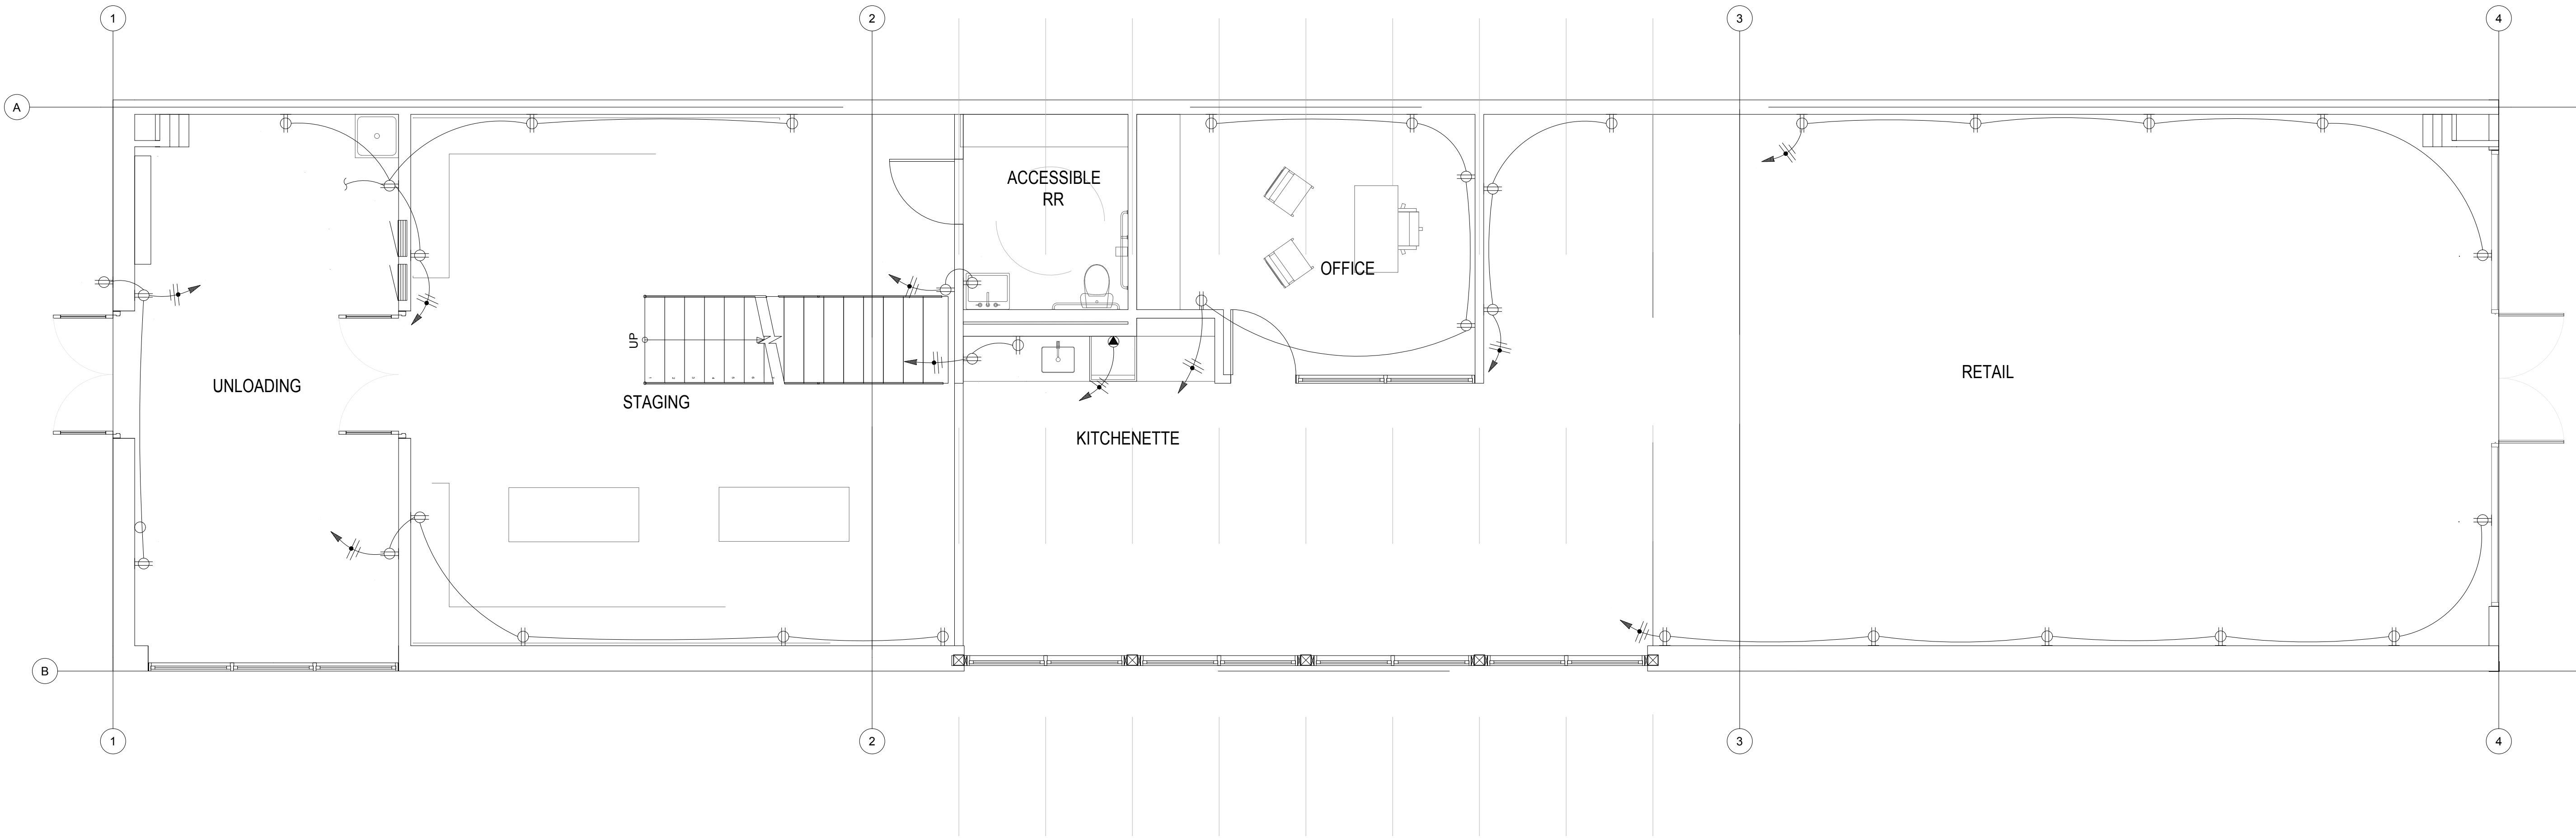 1
2
3
4
A
ACCESSIBLE
RR
OFFICE
UP
UNLOADING
RETAIL
STAGING
KITCHENETTE
B
1
2
3
4